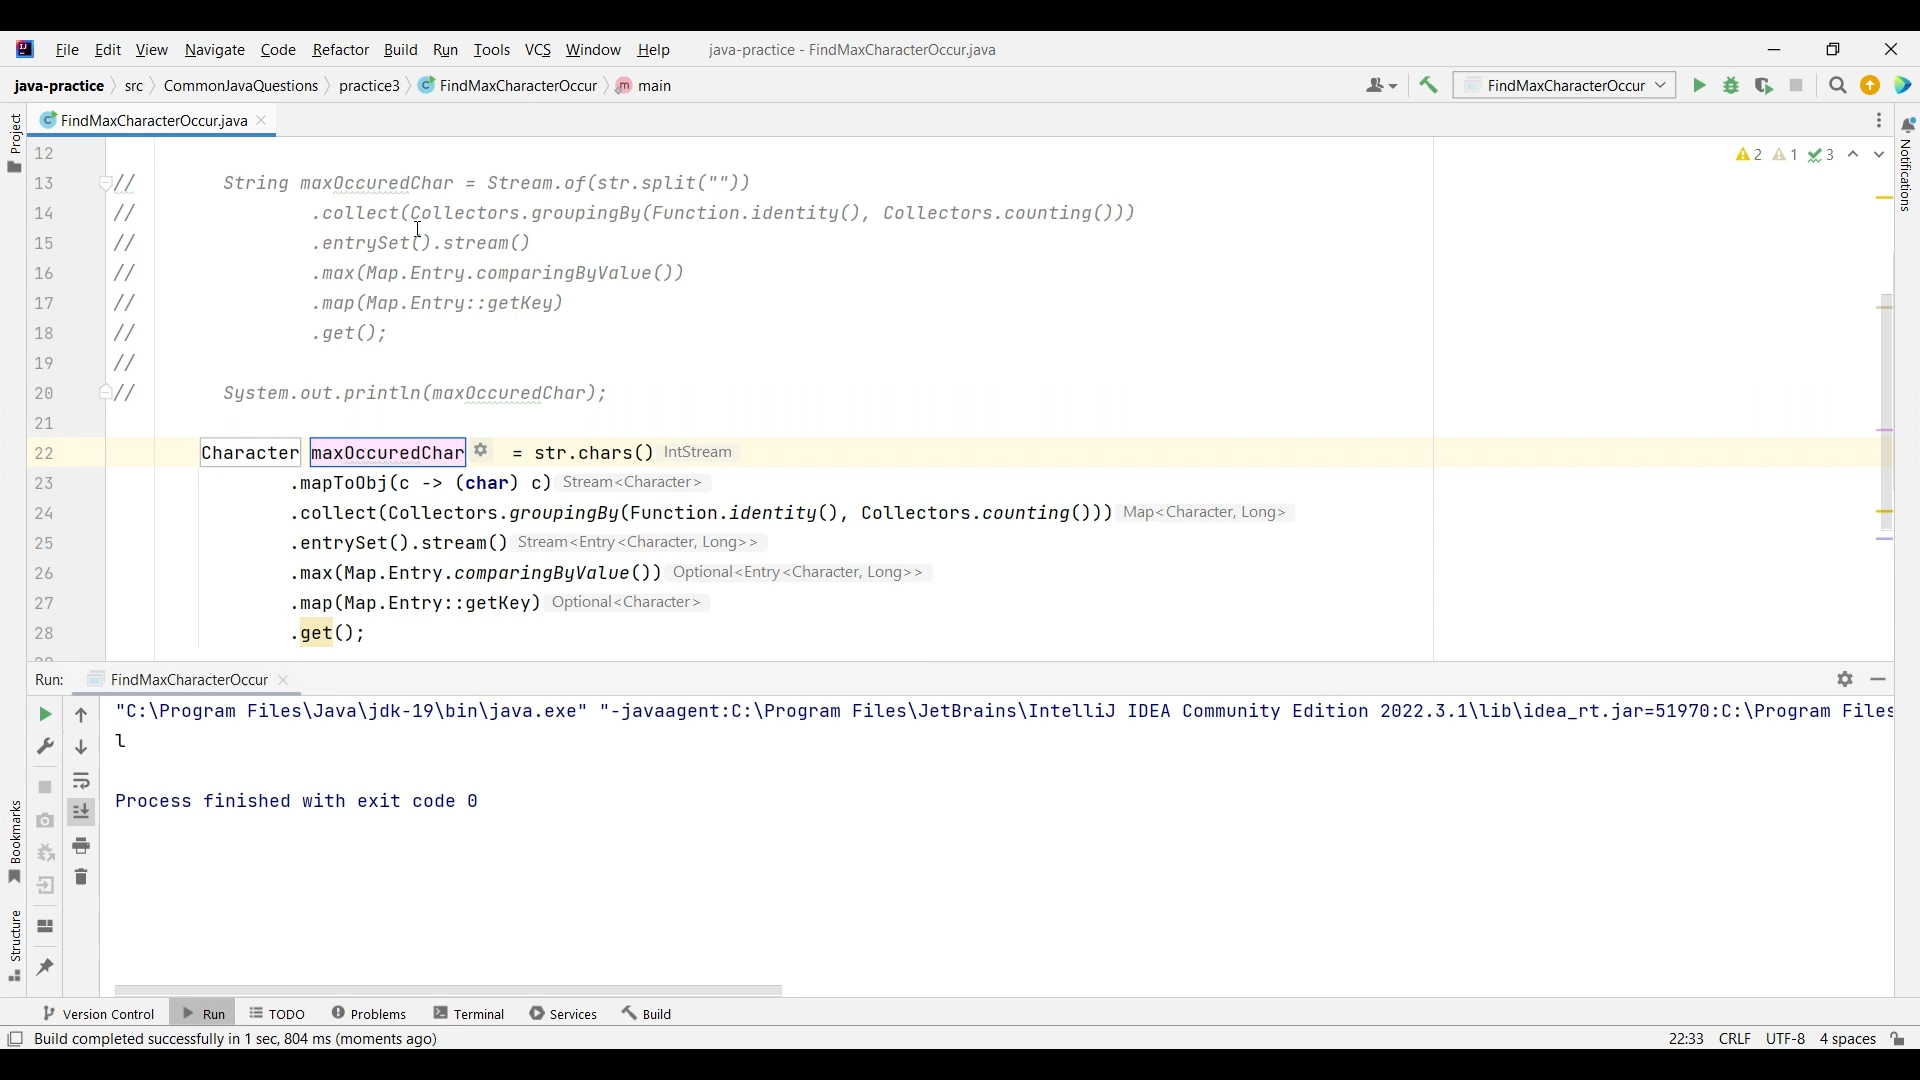 File Edit View Navigate Code Refactor Build Run Tools VCS Window Help java-practice - FindMaxCharacterOccur.java
java-practice src CommonJavaQuestions practice3 FindMaxCharacterOccur main FindMaxCharacterOccur
Project
FindMaxCharacterOccur.java
Notifications
2 1 3
12
13 // String maxOccuredChar = Stream.of(str.split(""))
14 // .collect(Collectors.groupingBy(Function.identity(), Collectors.counting()))
15 // .entrySet().stream()
16 // .max(Map.Entry.comparingByValue())
17 // .map(Map.Entry::getKey)
18 // .get();
19 //
20 // System.out.println(maxOccuredChar);
21
22 Character maxOccuredChar = str.chars() IntStream
23 .mapToObj(c -> (char) c) Stream<Character>
24 .collect(Collectors.groupingBy(Function.identity(), Collectors.counting())) Map<Character, Long>
25 .entrySet().stream() Stream<Entry<Character, Long>>
26 .max(Map.Entry.comparingByValue()) Optional<Entry<Character, Long>>
27 .map(Map.Entry::getKey) Optional<Character>
28 .get();
Run: FindMaxCharacterOccur
"C:\Program Files\Java\jdk-19\bin\java.exe" "-javaagent:C:\Program Files\JetBrains\IntelliJ IDEA Community Edition 2022.3.1\lib\idea_rt.jar=51970:C:\Program Files
l
Process finished with exit code 0
Bookmarks
Structure
Version Control Run TODO Problems Terminal Services Build
Build completed successfully in 1 sec, 804 ms (moments ago) 22:33 CRLF UTF-8 4 spaces